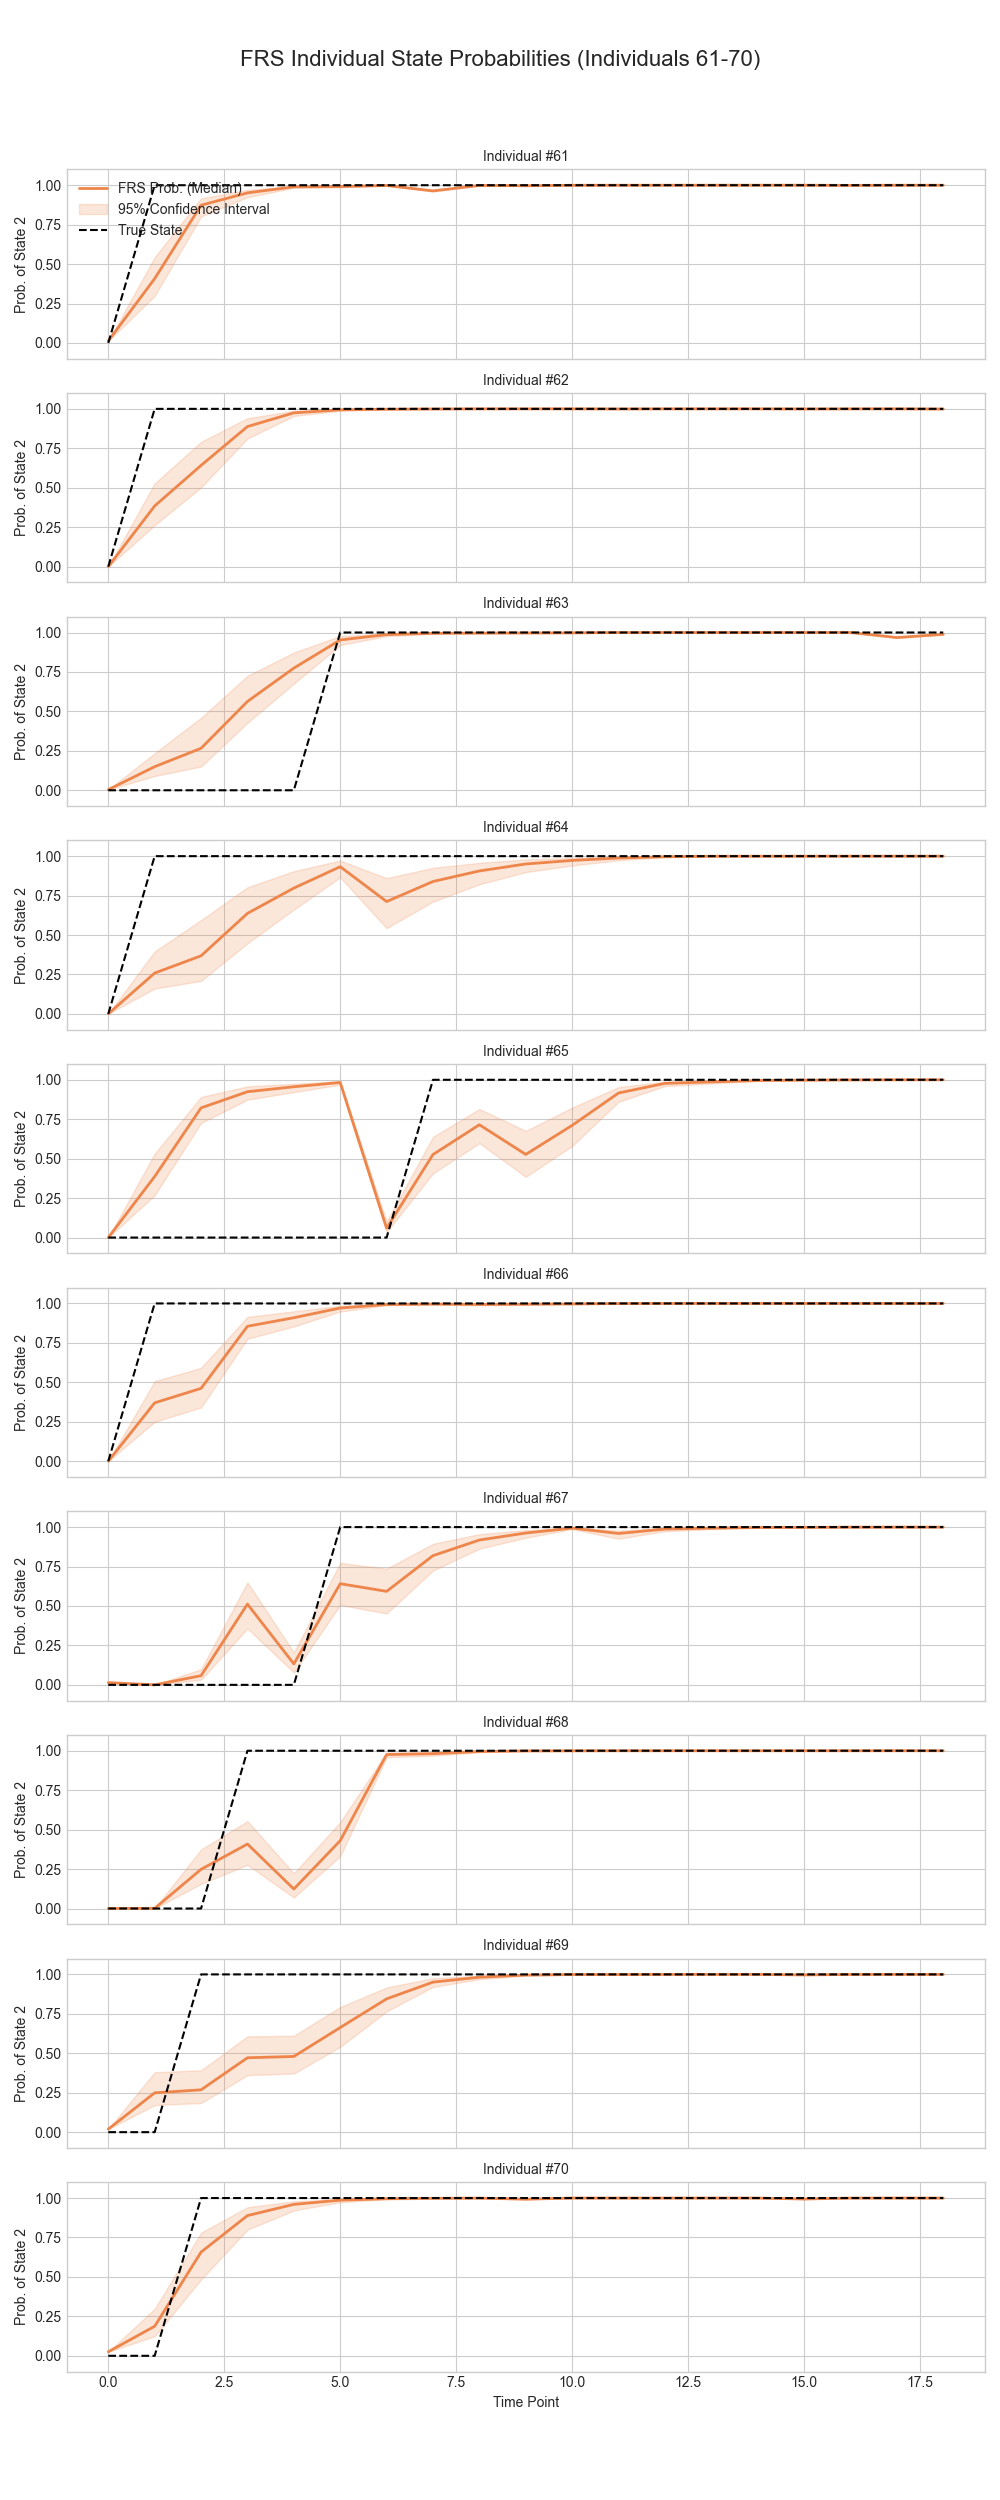 FRS Individual State Probabilities (Individuals 61-70)
Individual #61
FRS Prob. (Median)
95% Confidence Interval
True State
Prob. of State 2
1.00
0.75
0.50
0.25
0.00
Individual #62
Prob. of State 2
1.00
0.75
0.50
0.25
0.00
Individual #63
Prob. of State 2
1.00
0.75
0.50
0.25
0.00
Individual #64
Prob. of State 2
1.00
0.75
0.50
0.25
0.00
Individual #65
Prob. of State 2
1.00
0.75
0.50
0.25
0.00
Individual #66
Prob. of State 2
1.00
0.75
0.50
0.25
0.00
Individual #67
Prob. of State 2
1.00
0.75
0.50
0.25
0.00
Individual #68
Prob. of State 2
1.00
0.75
0.50
0.25
0.00
Individual #69
Prob. of State 2
1.00
0.75
0.50
0.25
0.00
Individual #70
Prob. of State 2
1.00
0.75
0.50
0.25
0.00
0.0 2.5 5.0 7.5 10.0 12.5 15.0 17.5
Time Point